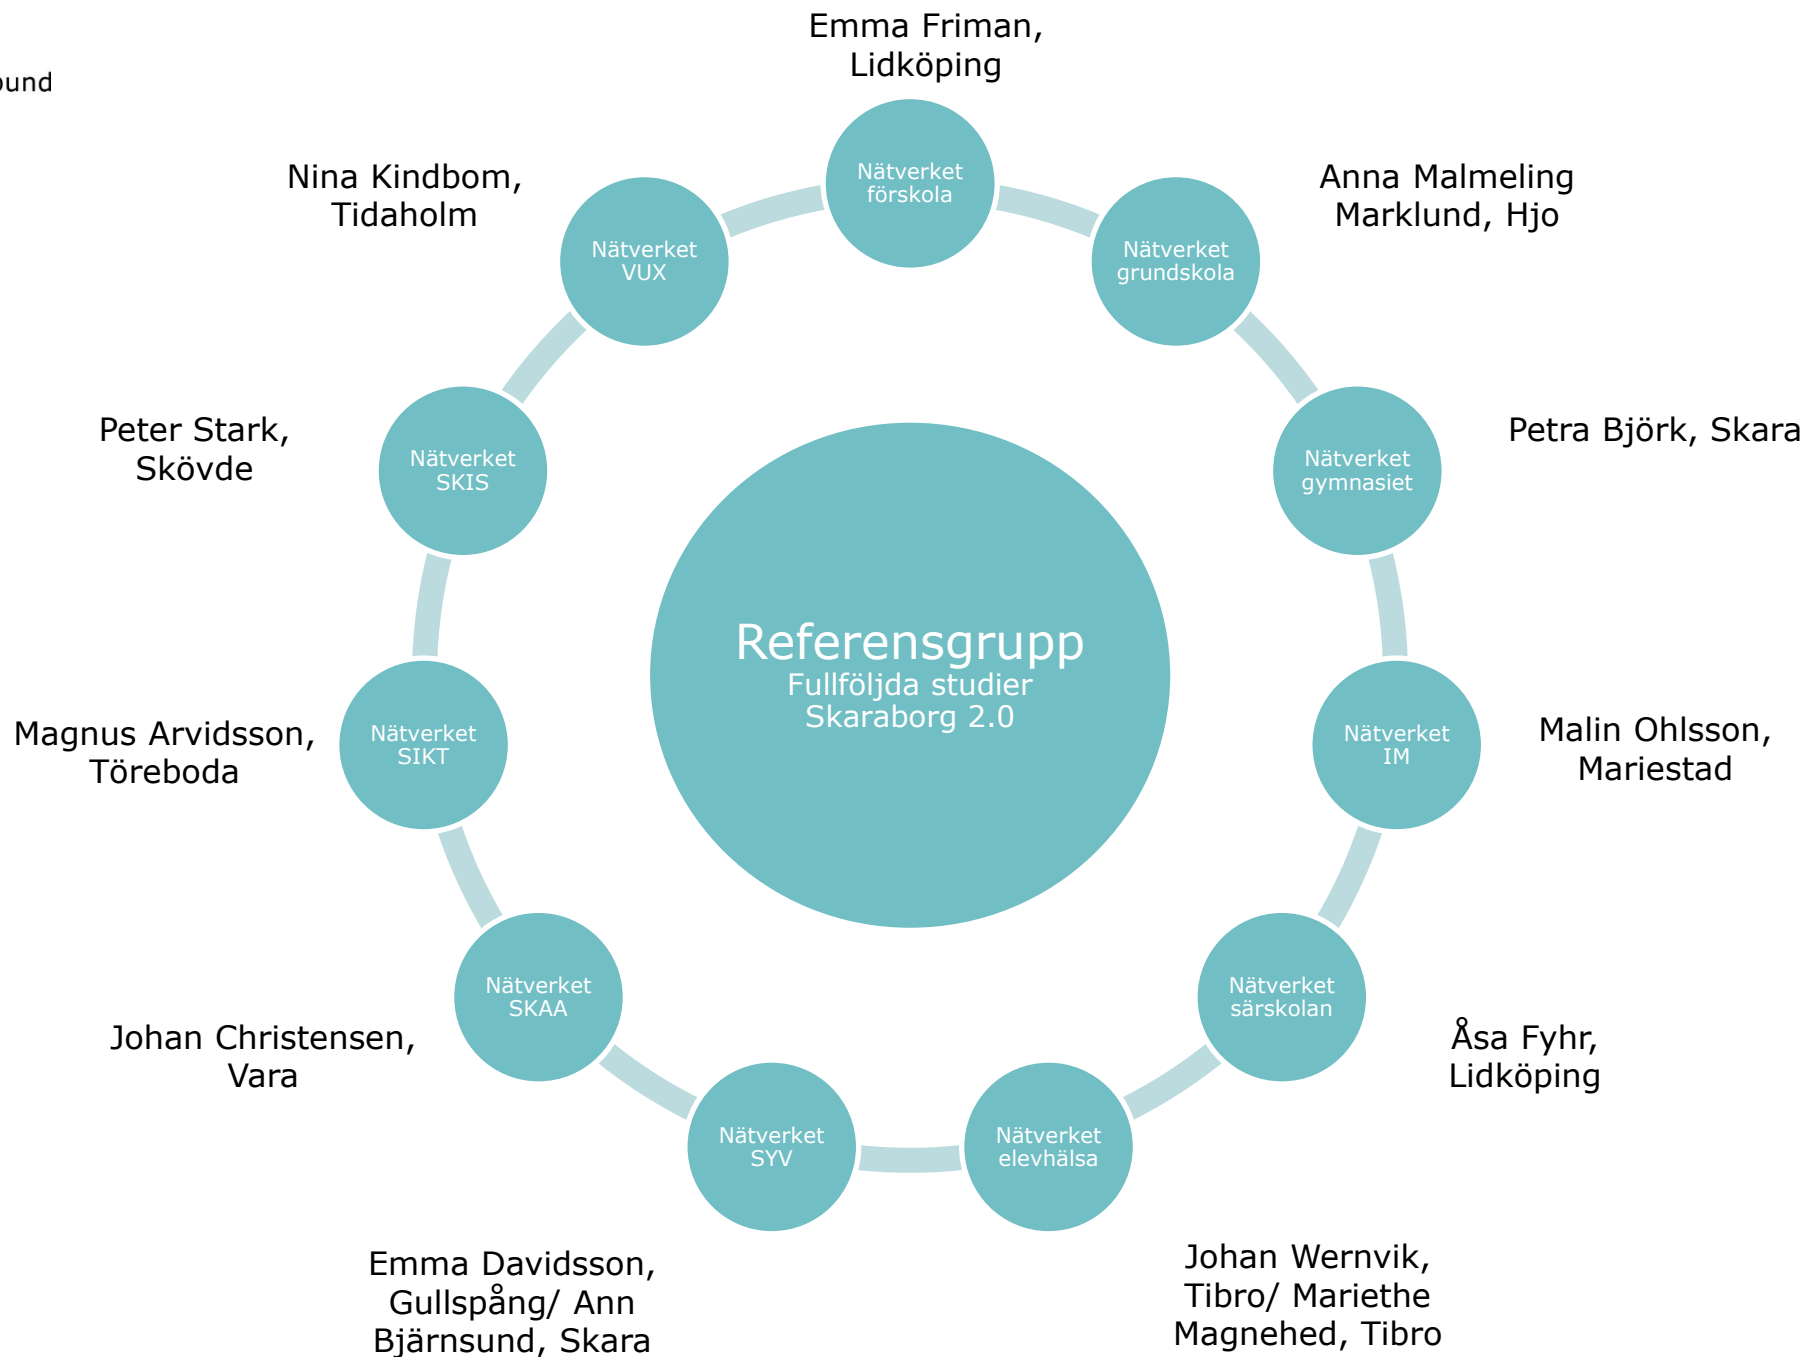 Emma Friman,
Lidköping
Nätverket
förskola
Anna Malmeling
Marklund, Hjo
Nätverket
grundskola
Petra Björk, Skara
Nätverket
gymnasiet
Malin Ohlsson,
Mariestad
Nätverket
IM
Åsa Fyhr,
Lidköping
Nätverket
särskolan
Johan Wernvik,
Tibro/ Mariethe
Magnehed, Tibro
Nätverket
elevhälsa
Emma Davidsson,
Gullspång/ Ann
Bjärnsund, Skara
Nätverket
SYV
Johan Christensen,
Vara
Nätverket
SKAA
Magnus Arvidsson,
Töreboda
Nätverket
SIKT
Peter Stark,
Skövde
Nätverket
SKIS
Nina Kindbom,
Tidaholm
Nätverket
VUX
Referensgrupp
Fullföljda studier
Skaraborg 2.0